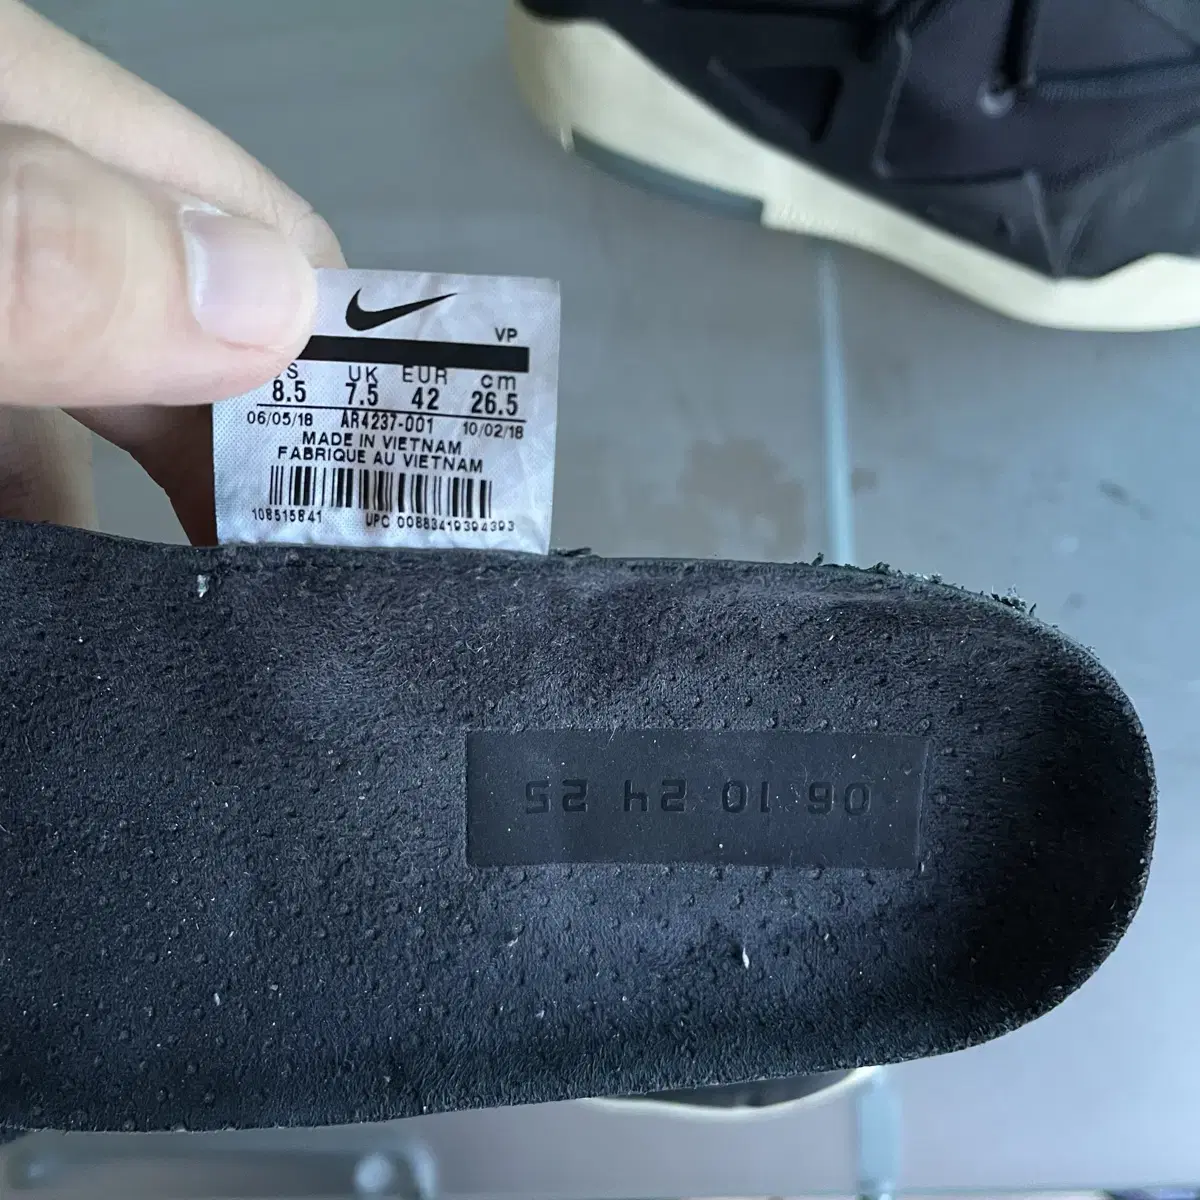 VP
S UK EUR cm
8.5 7.5 42 26.5
06/05/18 AR4237-001 10/02/18
MADE IN VIETNAM
FABRIQUE AU VIETNAM
108515841 UPC 00883419394393
06 10 24 25